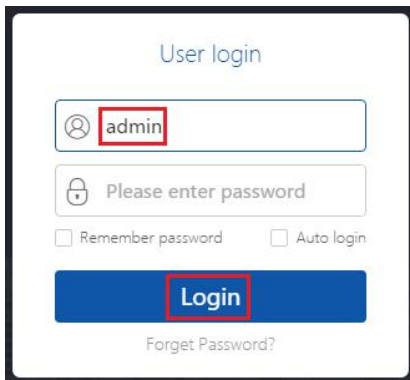 User login
admin
Please enter password
Remember password Auto login
Login
Forget Password?